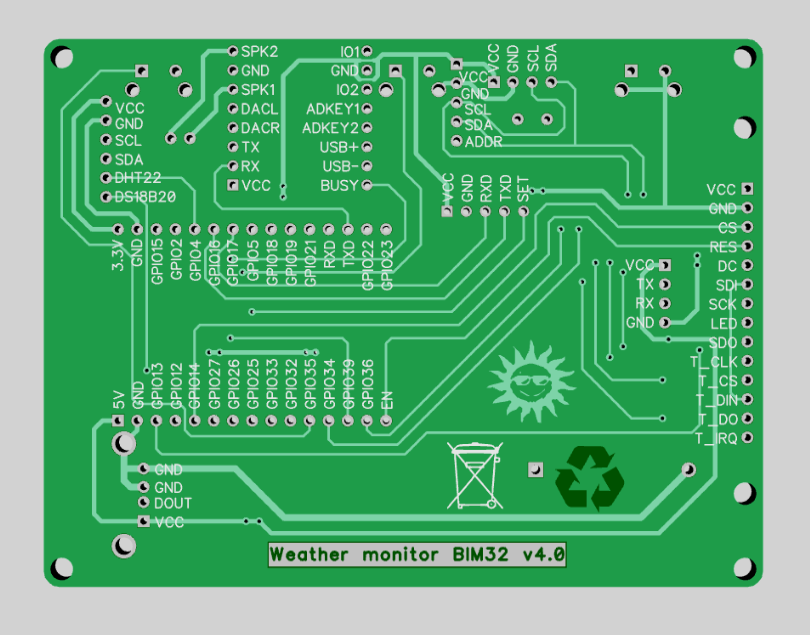 SPK2
GND
SPK1
DACL
DACR
TX
RX
VCC
IO1
GND
IO2
ADKEY1
ADKEY2
USB+
USB-
BUSY
VCC
GND
SCL
SDA
ADDR
VCC
GND
SCL
SDA
VCC
GND
SCL
SDA
DHT22
DS18B20
VCC
GND
RXD
TXD
SET
3.3V
GND
GPIO15
GPIO2
GPIO4
GPIO16
GPIO17
GPIO5
GPIO18
GPIO19
GPIO21
RXD
TXD
GPIO22
GPIO23
VCC
GND
CS
RES
DC
SDI
SCK
LED
SDO
T_CLK
T_CS
T_DIN
T_DO
T_IRQ
VCC
TX
RX
GND
5V
GND
GPIO13
GPIO12
GPIO14
GPIO27
GPIO26
GPIO25
GPIO33
GPIO32
GPIO35
GPIO34
GPIO39
GPIO36
EN
GND
GND
DOUT
VCC
Weather monitor BIM32 v4.0